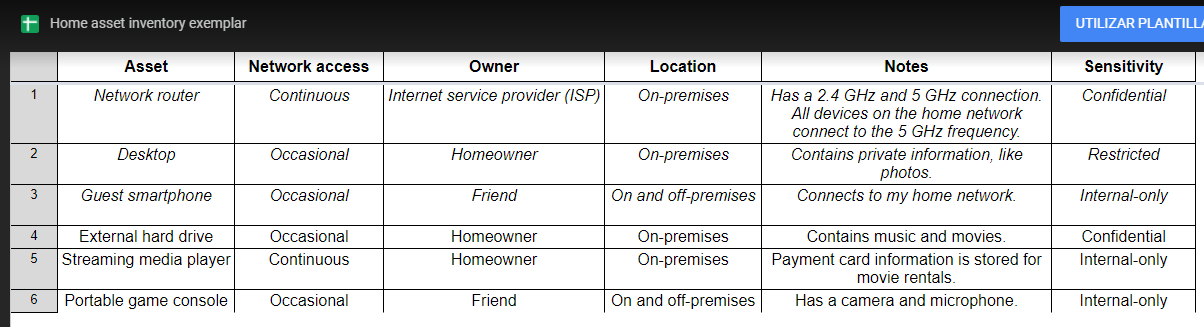 Home asset inventory exemplar
UTILIZAR PLANTILLA
Asset Network access Owner Location Notes Sensitivity
1 Network router Continuous Internet service provider (ISP) On-premises Has a 2.4 GHz and 5 GHz connection. Confidential
All devices on the home network
connect to the 5 GHz frequency.
2 Desktop Occasional Homeowner On-premises Contains private information, like Restricted
photos.
3 Guest smartphone Occasional Friend On and off-premises Connects to my home network. Internal-only
4 External hard drive Occasional Homeowner On-premises Contains music and movies. Confidential
5 Streaming media player Continuous Homeowner On-premises Payment card information is stored for Internal-only
movie rentals.
6 Portable game console Occasional Friend On and off-premises Has a camera and microphone. Internal-only